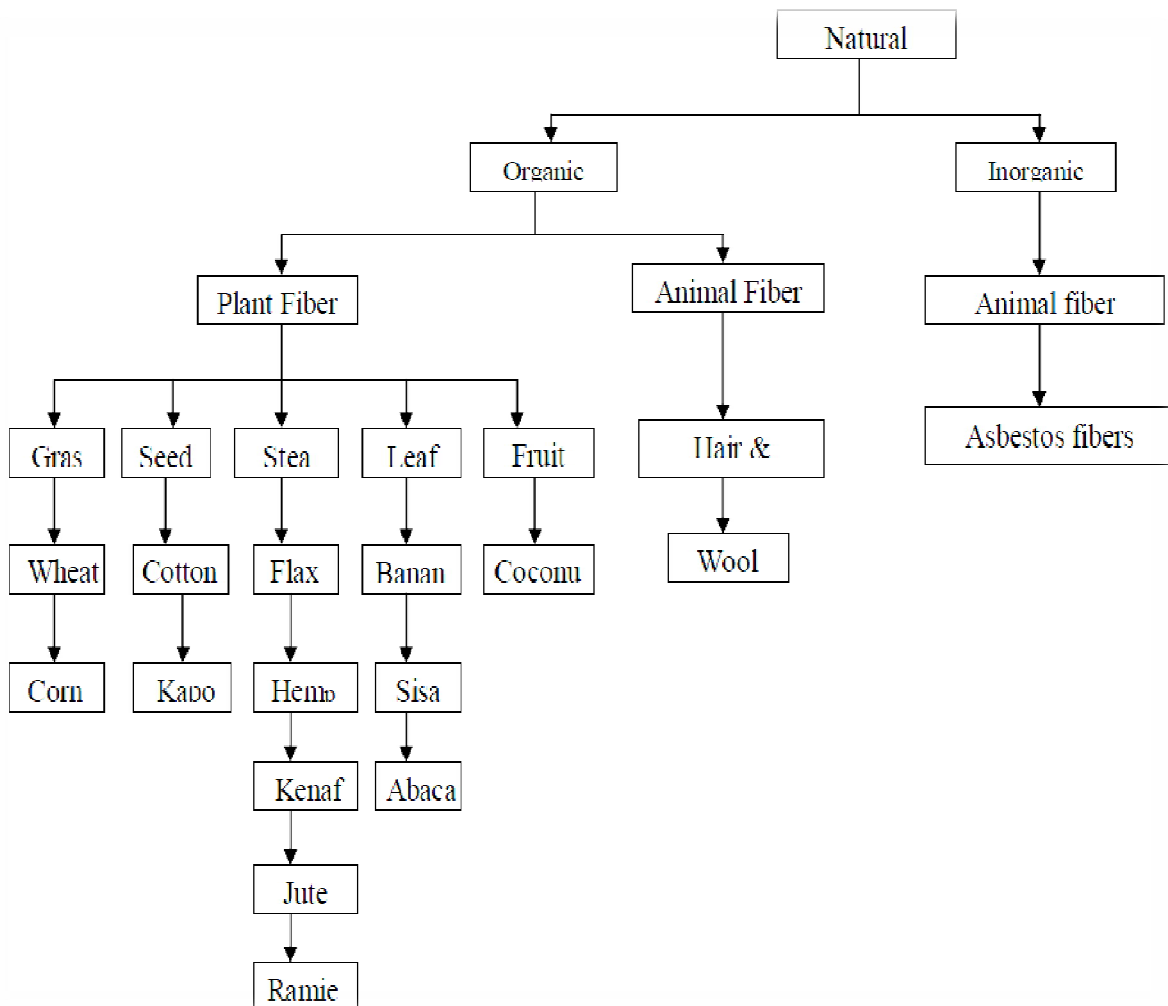 Natural
Organic
Inorganic
Plant Fiber
Animal Fiber
Animal fiber
Gras
Seed
Stea
Leaf
Fruit
Hair &
Asbestos fibers
Wheat
Cotton
Flax
Banan
Coconu
Wool
Corn
Kapo
Hemp
Sisa
Kenaf
Abaca
Jute
Ramie